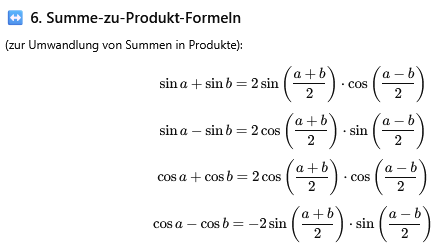 ↔ 6. Summe-zu-Produkt-Formeln
(zur Umwandlung von Summen in Produkte):
sin a + sin b = 2 sin ((a + b)/2) · cos ((a − b)/2)
sin a − sin b = 2 cos ((a + b)/2) · sin ((a − b)/2)
cos a + cos b = 2 cos ((a + b)/2) · cos ((a − b)/2)
cos a − cos b = −2 sin ((a + b)/2) · sin ((a − b)/2)